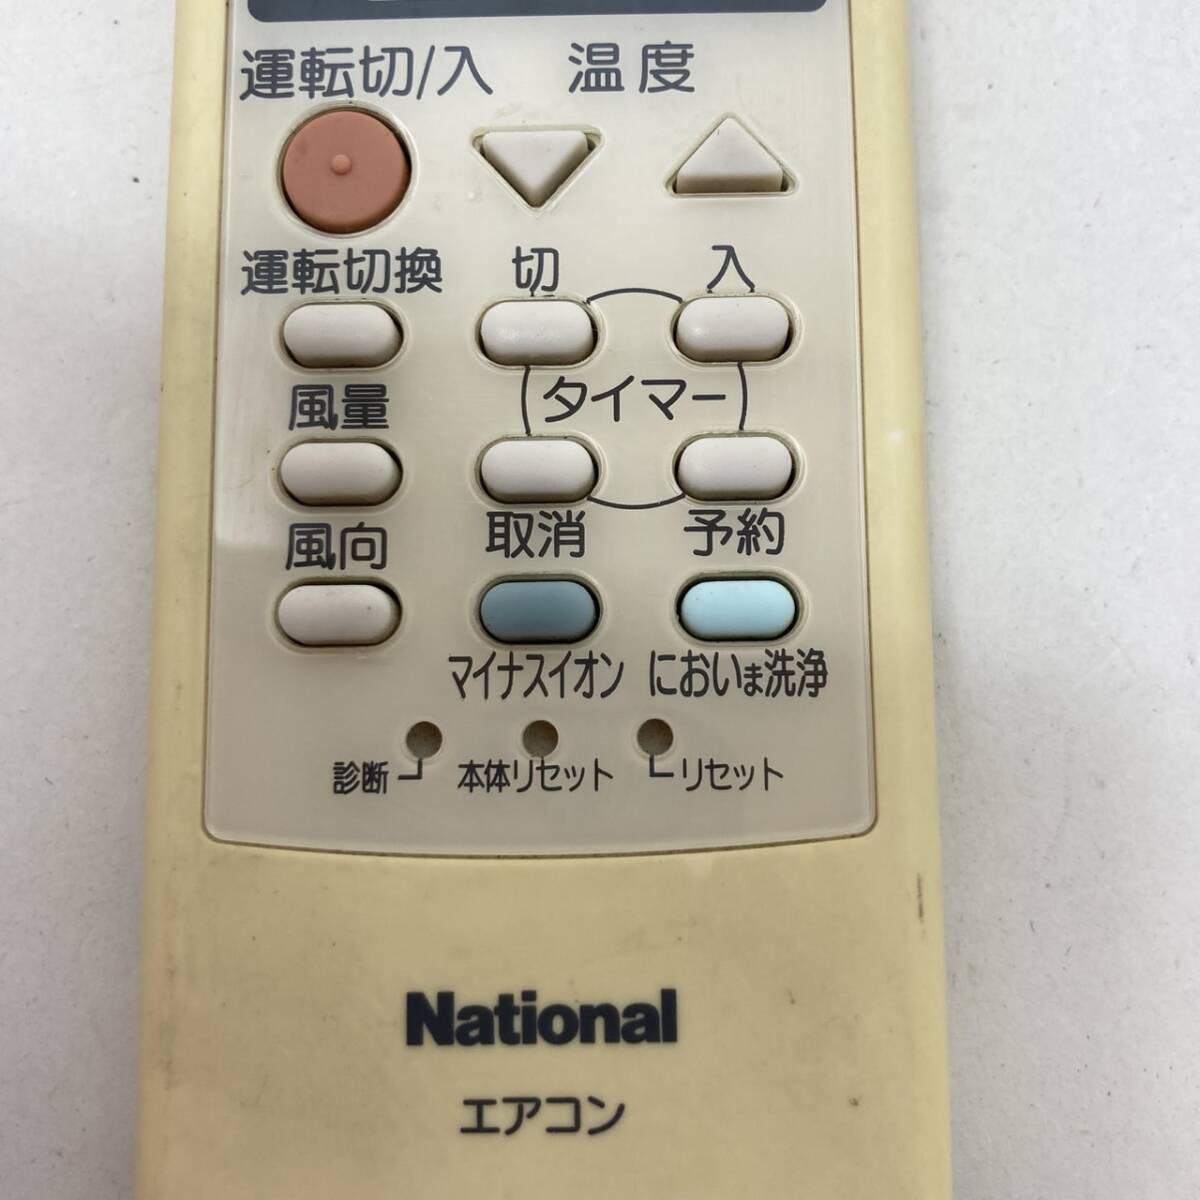 運転切/入 温度
運転切換 切 入
風量 タイマー
風向 取消 予約
マイナスイオン においま洗浄
診断 本体リセット リセット
National
エアコン